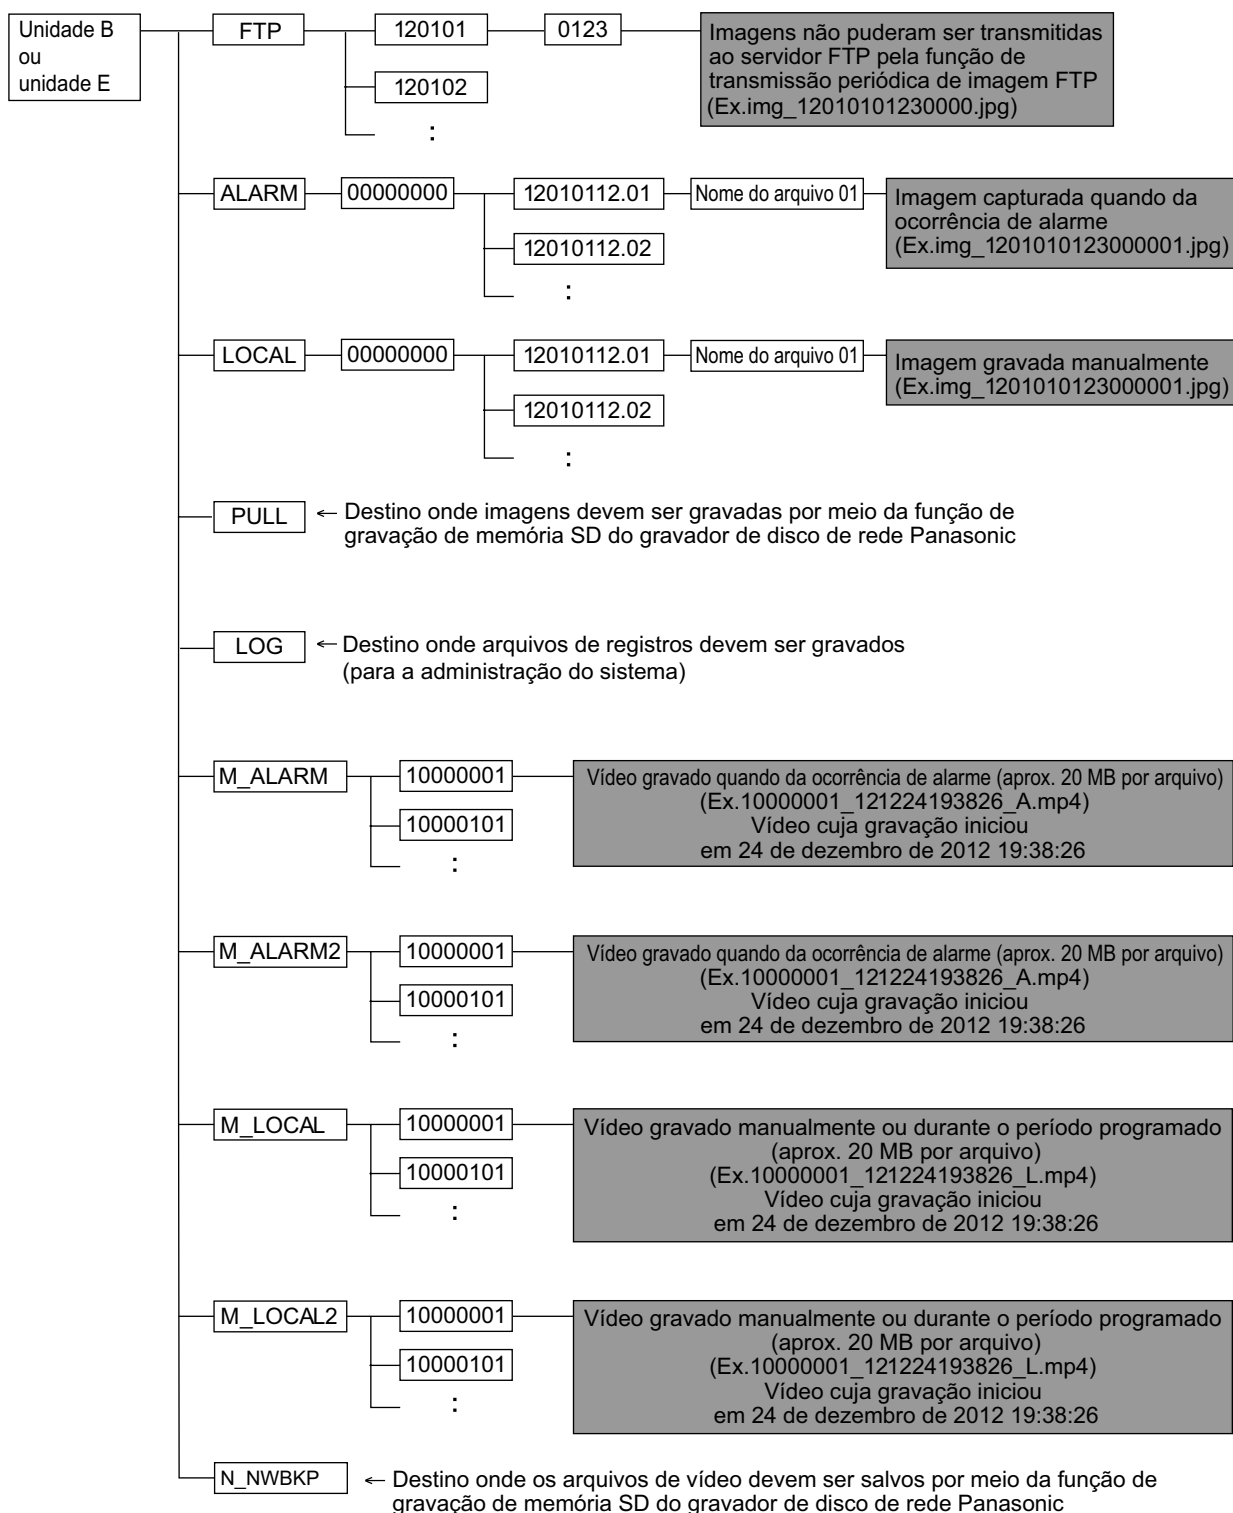 Unidade B
ou
unidade E
FTP
120101
0123
Imagens não puderam ser transmitidas
ao servidor FTP pela função de
transmissão periódica de imagem FTP
(Ex.img_12010101230000.jpg)
120102
:
ALARM
00000000
12010112.01
Nome do arquivo 01
Imagem capturada quando da
ocorrência de alarme
(Ex.img_1201010123000001.jpg)
12010112.02
:
LOCAL
00000000
12010112.01
Nome do arquivo 01
Imagem gravada manualmente
(Ex.img_1201010123000001.jpg)
12010112.02
:
PULL
← Destino onde imagens devem ser gravadas por meio da função de
gravação de memória SD do gravador de disco de rede Panasonic
LOG
← Destino onde arquivos de registros devem ser gravados
(para a administração do sistema)
M_ALARM
10000001
Vídeo gravado quando da ocorrência de alarme (aprox. 20 MB por arquivo)
(Ex.10000001_121224193826_A.mp4)
Vídeo cuja gravação iniciou
em 24 de dezembro de 2012 19:38:26
10000101
:
M_ALARM2
10000001
Vídeo gravado quando da ocorrência de alarme (aprox. 20 MB por arquivo)
(Ex.10000001_121224193826_A.mp4)
Vídeo cuja gravação iniciou
em 24 de dezembro de 2012 19:38:26
10000101
:
M_LOCAL
10000001
Vídeo gravado manualmente ou durante o período programado
(aprox. 20 MB por arquivo)
(Ex.10000001_121224193826_L.mp4)
Vídeo cuja gravação iniciou
em 24 de dezembro de 2012 19:38:26
10000101
:
M_LOCAL2
10000001
Vídeo gravado manualmente ou durante o período programado
(aprox. 20 MB por arquivo)
(Ex.10000001_121224193826_L.mp4)
Vídeo cuja gravação iniciou
em 24 de dezembro de 2012 19:38:26
10000101
:
N_NWBKP
← Destino onde os arquivos de vídeo devem ser salvos por meio da função de
gravação de memória SD do gravador de disco de rede Panasonic